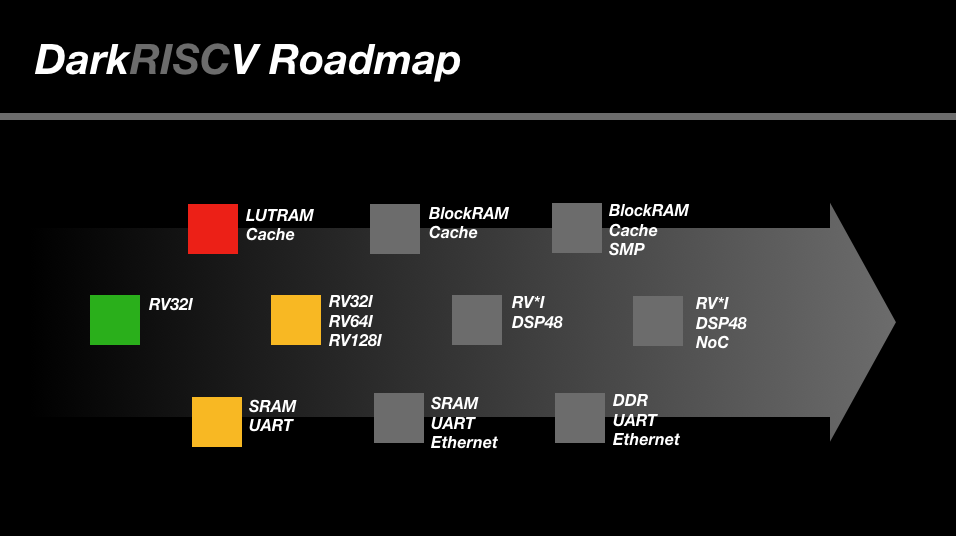 DarkRISCV Roadmap
LUTRAM
Cache
BlockRAM
Cache
BlockRAM
Cache
SMP
RV32I
RV32I
RV64I
RV128I
RV*I
DSP48
RV*I
DSP48
NoC
SRAM
UART
SRAM
UART
Ethernet
DDR
UART
Ethernet